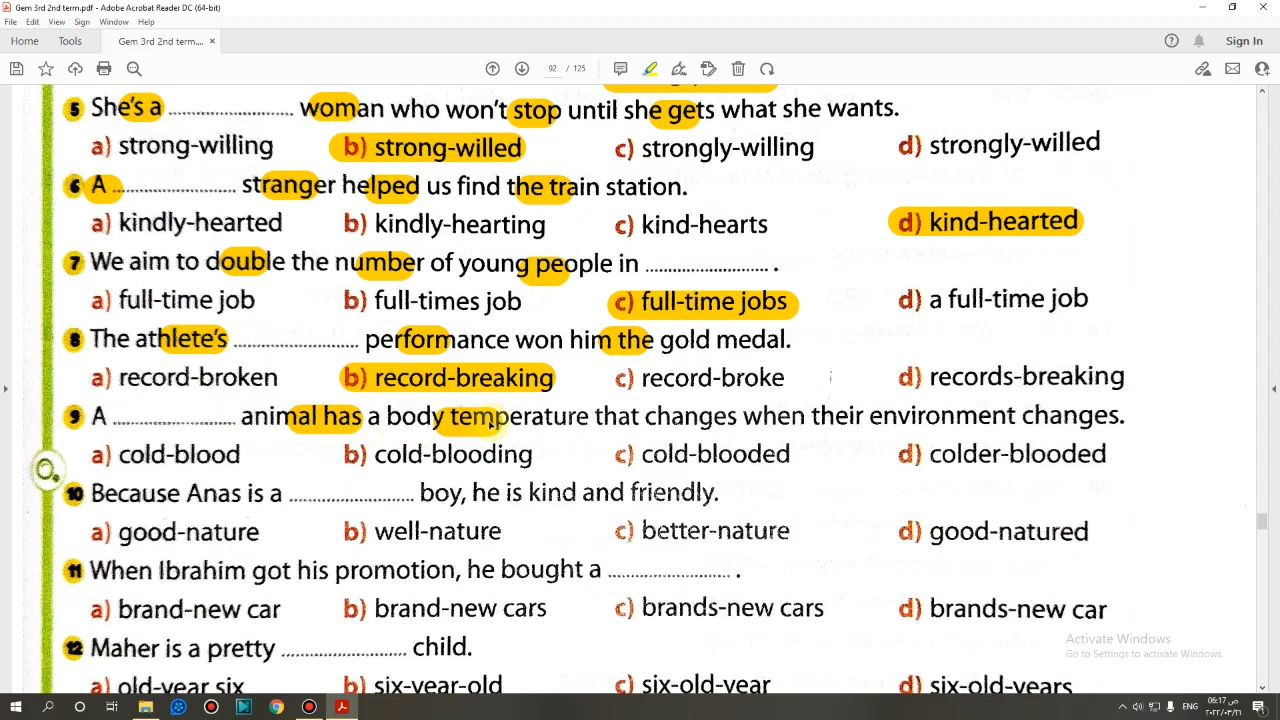 Gem 3rd 2nd term.pdf - Adobe Acrobat Reader DC (64-bit)
File Edit View Sign Window Help
Home Tools Gem 3rd 2nd term.... × Sign In
92 / 125
5 She's a .............................. woman who won't stop until she gets what she wants.
a) strong-willing b) strong-willed c) strongly-willing d) strongly-willed
6 A .............................. stranger helped us find the train station.
a) kindly-hearted b) kindly-hearting c) kind-hearts d) kind-hearted
7 We aim to double the number of young people in .............................. .
a) full-time job b) full-times job c) full-time jobs d) a full-time job
8 The athlete's .............................. performance won him the gold medal.
a) record-broken b) record-breaking c) record-broke d) records-breaking
9 A .............................. animal has a body temperature that changes when their environment changes.
a) cold-blood b) cold-blooding c) cold-blooded d) colder-blooded
Q.
10 Because Anas is a .............................. boy, he is kind and friendly.
a) good-nature b) well-nature c) better-nature d) good-natured
11 When Ibrahim got his promotion, he bought a .............................. .
a) brand-new car b) brand-new cars c) brands-new cars d) brands-new car
12 Maher is a pretty .............................. child.
a) old-year six b) six-year-old c) six-old-year d) six-old-years
Activate Windows
Go to Settings to activate Windows.
ENG
06:17 ص